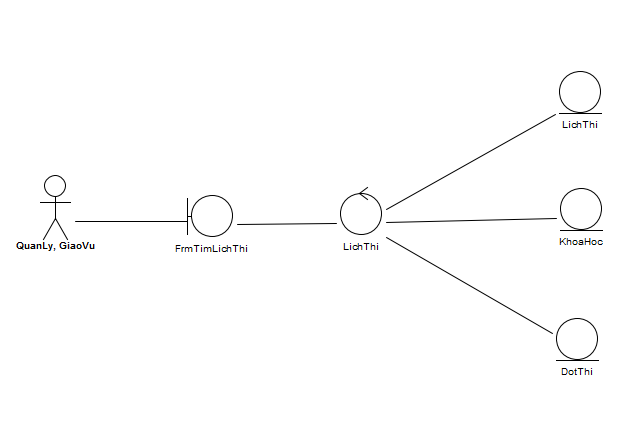 LichThi
QuanLy, GiaoVu
FrmTimLichThi
LichThi
KhoaHoc
DotThi